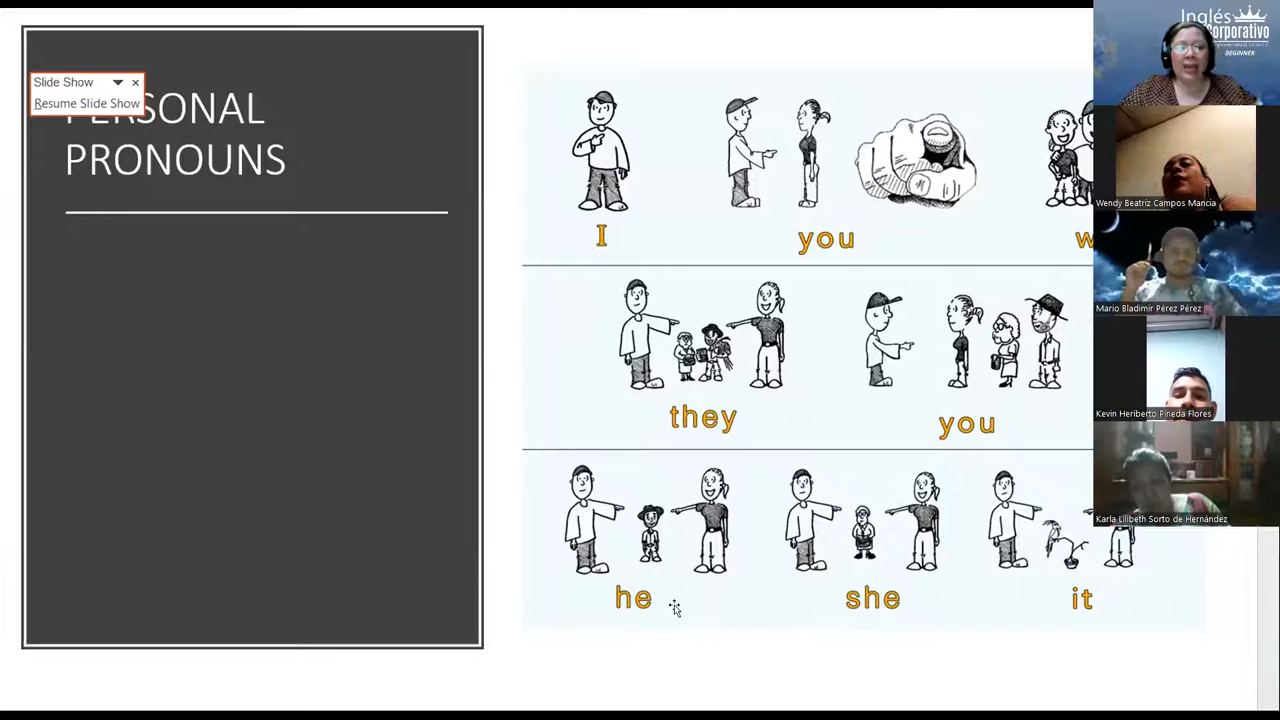 Slide Show
Resume Slide Show
PERSONAL
PRONOUNS
I
you
w
they
you
he
she
it
Inglés
Corporativo
BEGINNER
Wendy Beatríz Campos Mancia
Mario Bladimir Pérez Pérez
Kevin Heriberto Pineda Flores
Karla Lilibeth Sorto de Hernández